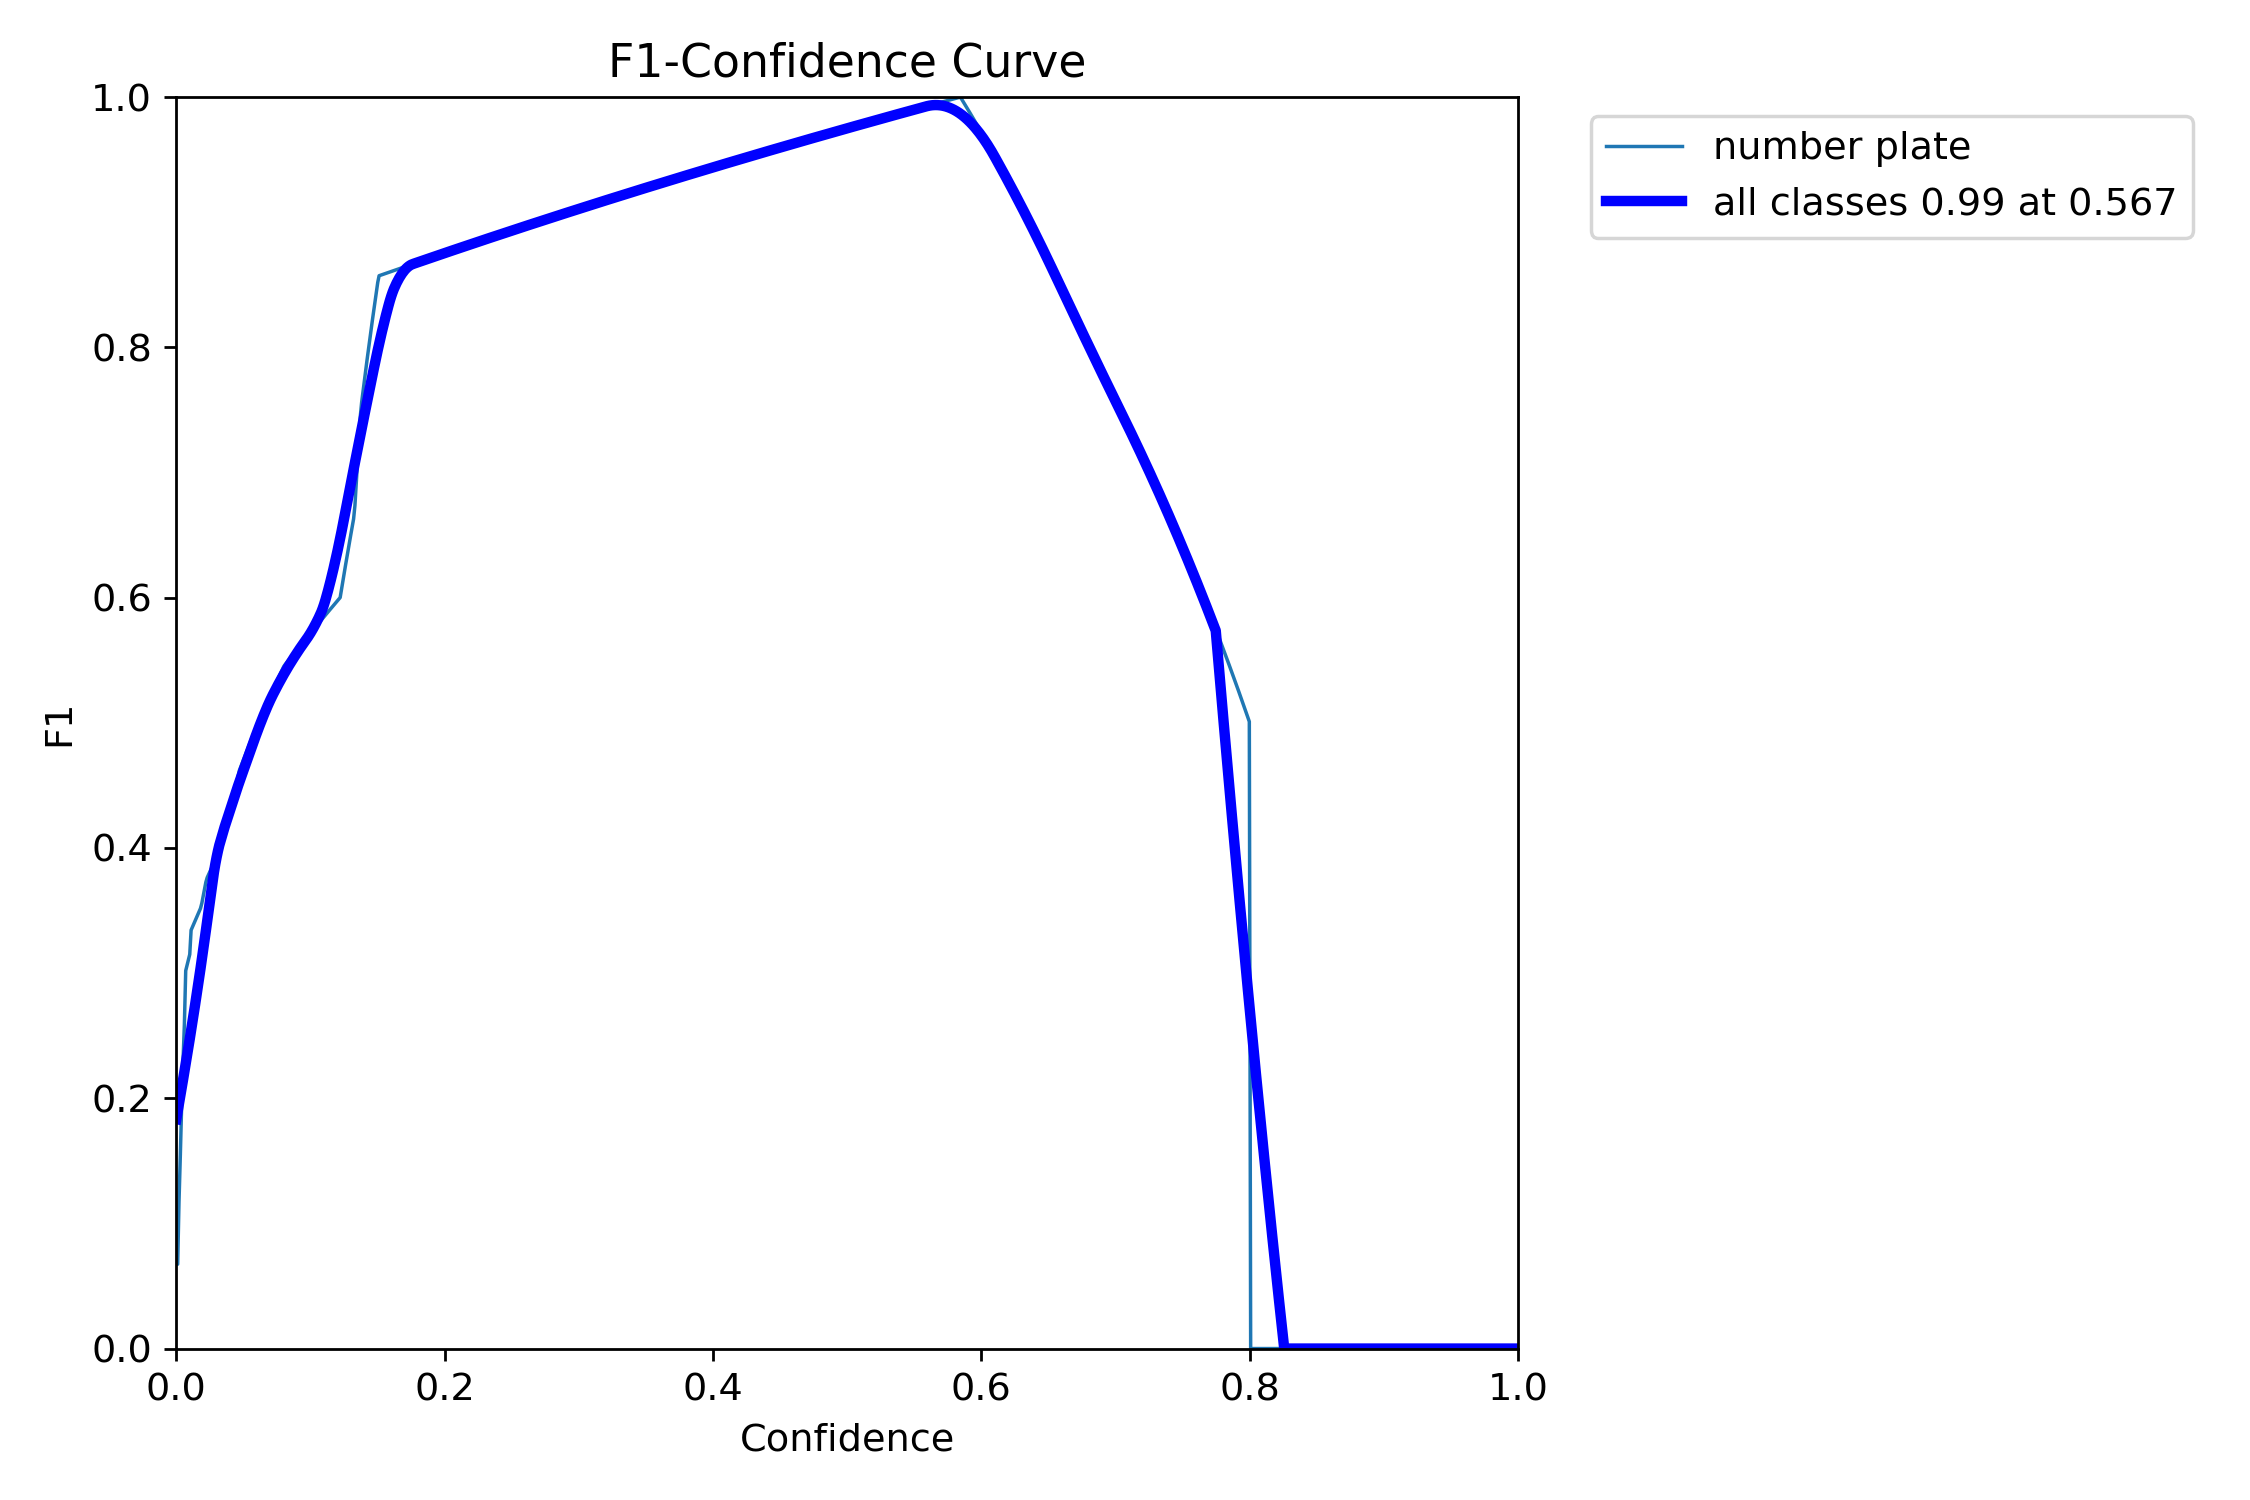 F1-Confidence Curve
number plate
all classes 0.99 at 0.567
F1
1.0
0.8
0.6
0.4
0.2
0.0
0.0 0.2 0.4 0.6 0.8 1.0
Confidence